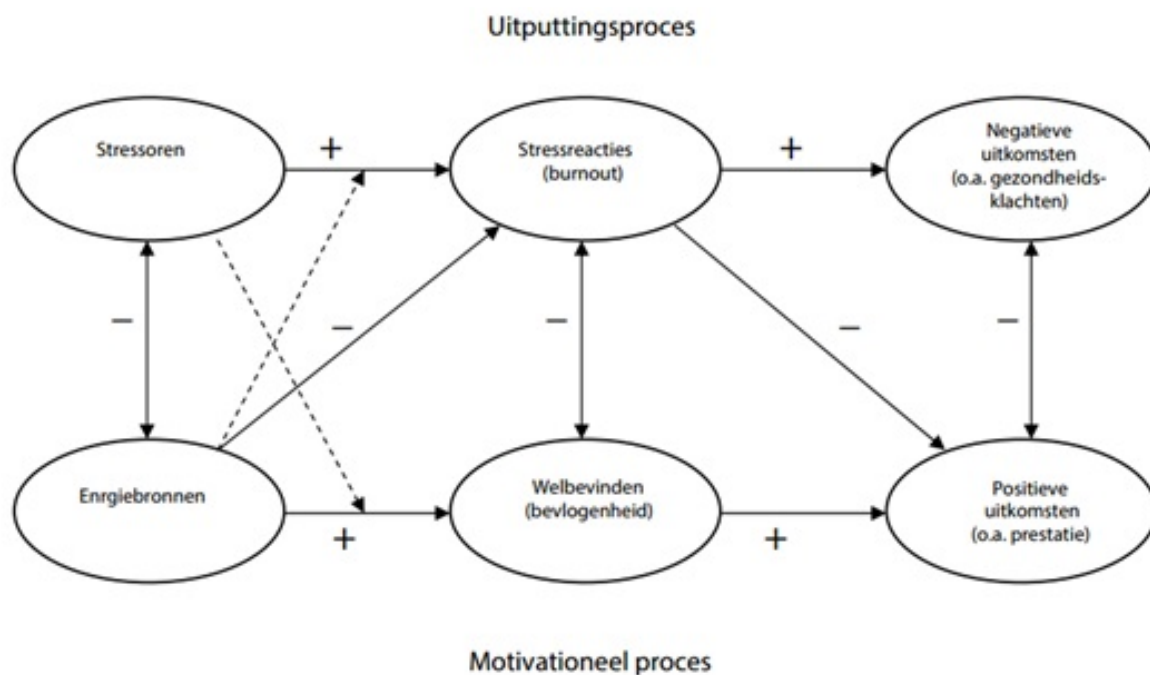 Uitputtingsproces
Stressoren
+
Stressreacties
(burnout)
+
Negatieve
uitkomsten
(o.a. gezondheids-
klachten)
–
–
–
–
–
Enrgiebronnen
+
Welbevinden
(bevlogenheid)
+
Positieve
uitkomsten
(o.a. prestatie)
Motivationeel proces